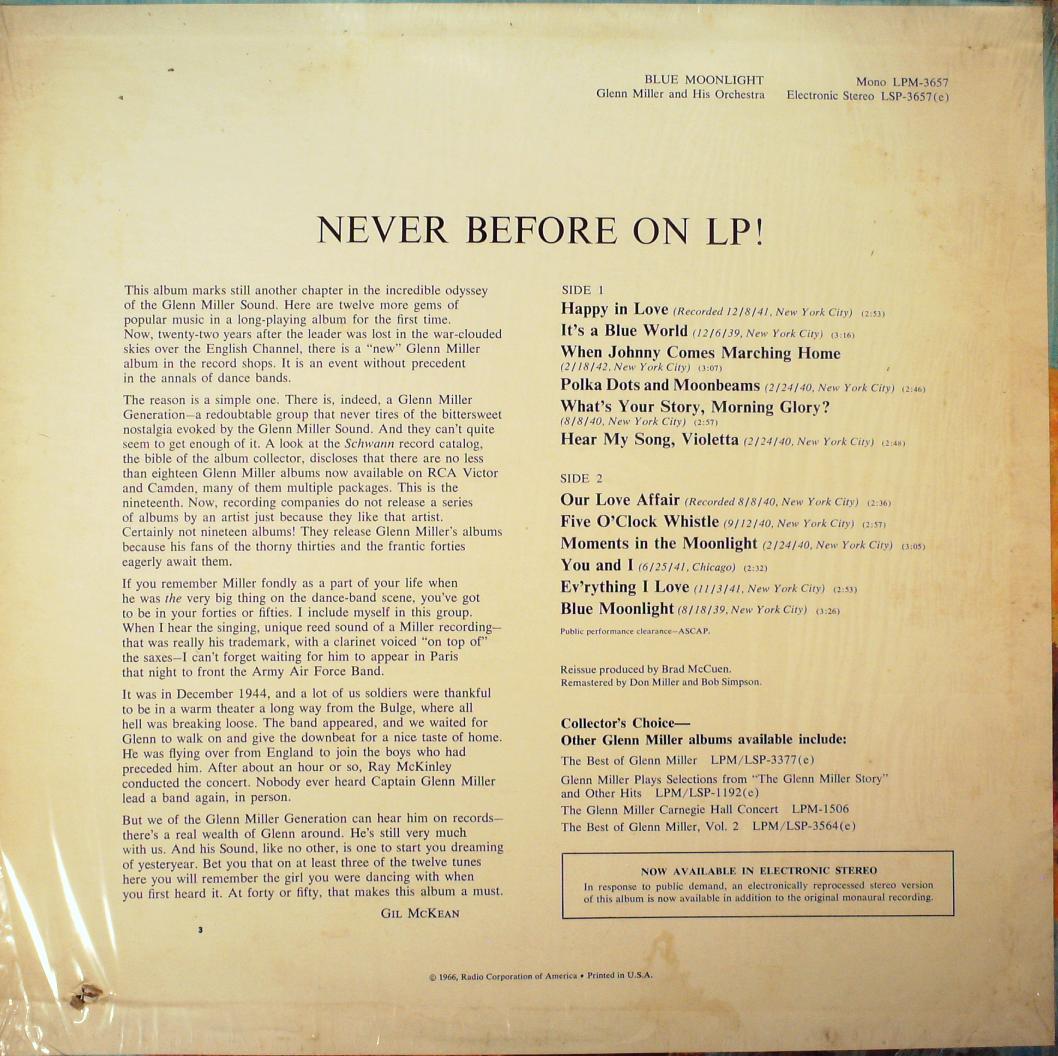 BLUE MOONLIGHT
Glenn Miller and His Orchestra
Mono LPM-3657
Electronic Stereo LSP-3657(e)
NEVER BEFORE ON LP!
This album marks still another chapter in the incredible odyssey
of the Glenn Miller Sound. Here are twelve more gems of
popular music in a long-playing album for the first time.
Now, twenty-two years after the leader was lost in the war-clouded
skies over the English Channel, there is a “new” Glenn Miller
album in the record shops. It is an event without precedent
in the annals of dance bands.
The reason is a simple one. There is, indeed, a Glenn Miller
Generation—a redoubtable group that never tires of the bittersweet
nostalgia evoked by the Glenn Miller Sound. And they can't quite
seem to get enough of it. A look at the Schwann record catalog,
the bible of the album collector, discloses that there are no less
than eighteen Glenn Miller albums now available on RCA Victor
and Camden, many of them multiple packages. This is the
nineteenth. Now, recording companies do not release a series
of albums by an artist just because they like that artist.
Certainly not nineteen albums! They release Glenn Miller's albums
because his fans of the thorny thirties and the frantic forties
eagerly await them.
If you remember Miller fondly as a part of your life when
he was the very big thing on the dance-band scene, you've got
to be in your forties or fifties. I include myself in this group.
When I hear the singing, unique reed sound of a Miller recording—
that was really his trademark, with a clarinet voiced “on top of”
the saxes—I can't forget waiting for him to appear in Paris
that night to front the Army Air Force Band.
It was in December 1944, and a lot of us soldiers were thankful
to be in a warm theater a long way from the Bulge, where all
hell was breaking loose. The band appeared, and we waited for
Glenn to walk on and give the downbeat for a nice taste of home.
He was flying over from England to join the boys who had
preceded him. After about an hour or so, Ray McKinley
conducted the concert. Nobody ever heard Captain Glenn Miller
lead a band again, in person.
But we of the Glenn Miller Generation can hear him on records—
there's a real wealth of Glenn around. He's still very much
with us. And his Sound, like no other, is one to start you dreaming
of yesteryear. Bet you that on at least three of the twelve tunes
here you will remember the girl you were dancing with when
you first heard it. At forty or fifty, that makes this album a must.
GIL MCKEAN
3
SIDE 1
Happy in Love (Recorded 12/8/41, New York City) (2:53)
It's a Blue World (12/6/39, New York City) (3:16)
When Johnny Comes Marching Home
(2/18/42, New York City) (3:07)
Polka Dots and Moonbeams (2/24/40, New York City) (2:46)
What's Your Story, Morning Glory?
(8/8/40, New York City) (2:57)
Hear My Song, Violetta (2/24/40, New York City) (2:48)
SIDE 2
Our Love Affair (Recorded 8/8/40, New York City) (2:36)
Five O'Clock Whistle (9/12/40, New York City) (2:57)
Moments in the Moonlight (2/24/40, New York City) (3:05)
You and I (6/25/41, Chicago) (2:32)
Ev'rything I Love (11/3/41, New York City) (2:53)
Blue Moonlight (8/18/39, New York City) (3:26)
Public performance clearance—ASCAP.
Reissue produced by Brad McCuen.
Remastered by Don Miller and Bob Simpson.
Collector's Choice—
Other Glenn Miller albums available include:
The Best of Glenn Miller LPM/LSP-3377(e)
Glenn Miller Plays Selections from “The Glenn Miller Story”
and Other Hits LPM/LSP-1192(e)
The Glenn Miller Carnegie Hall Concert LPM-1506
The Best of Glenn Miller, Vol. 2 LPM/LSP-3564(e)
NOW AVAILABLE IN ELECTRONIC STEREO
In response to public demand, an electronically reprocessed stereo version
of this album is now available in addition to the original monaural recording.
© 1966, Radio Corporation of America • Printed in U.S.A.